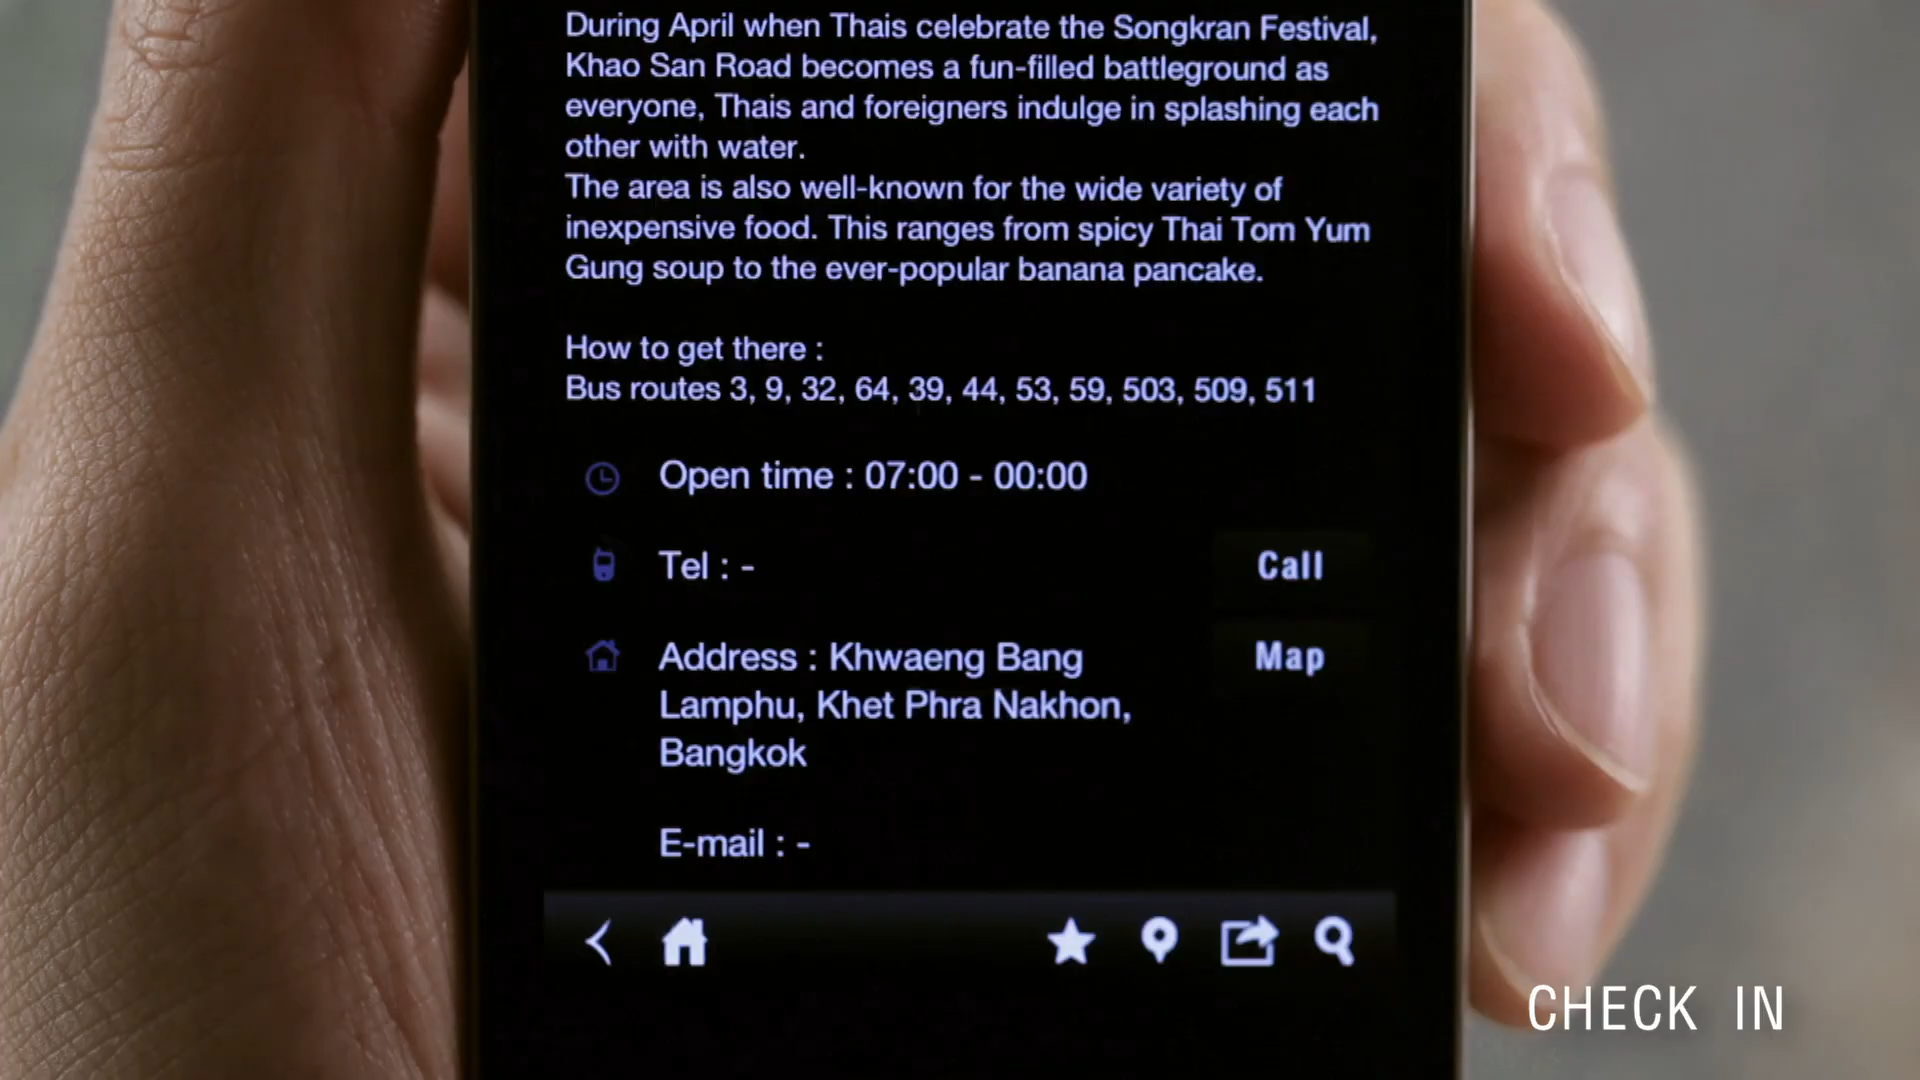 During April when Thais celebrate the Songkran Festival,
Khao San Road becomes a fun-filled battleground as
everyone, Thais and foreigners indulge in splashing each
other with water.
The area is also well-known for the wide variety of
inexpensive food. This ranges from spicy Thai Tom Yum
Gung soup to the ever-popular banana pancake.
How to get there :
Bus routes 3, 9, 32, 64, 39, 44, 53, 59, 503, 509, 511
Open time : 07:00 - 00:00
Tel : -
Call
Address : Khwaeng Bang
Lamphu, Khet Phra Nakhon,
Bangkok
Map
E-mail : -
CHECK IN